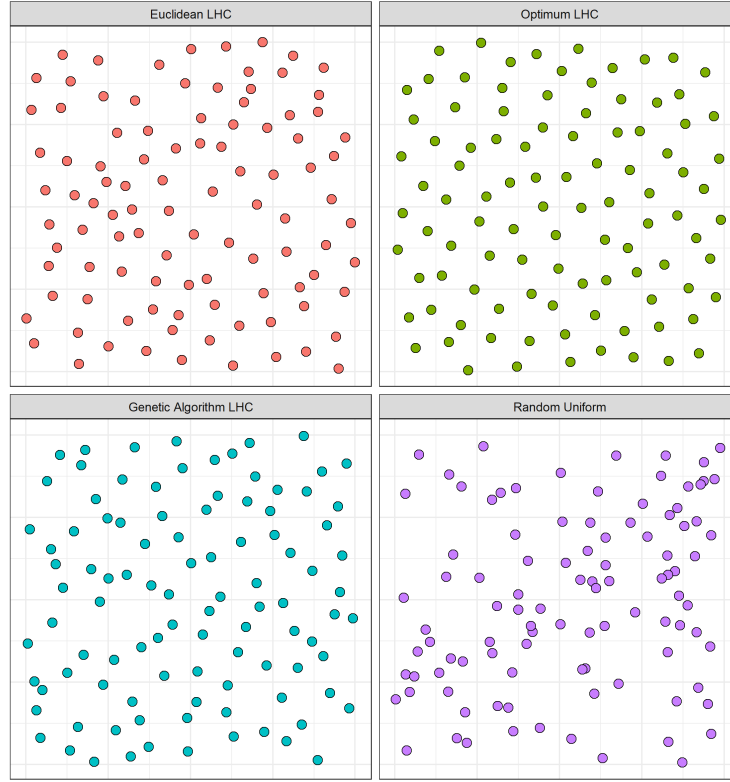 Euclidean LHC
Optimum LHC
Genetic Algorithm LHC
Random Uniform